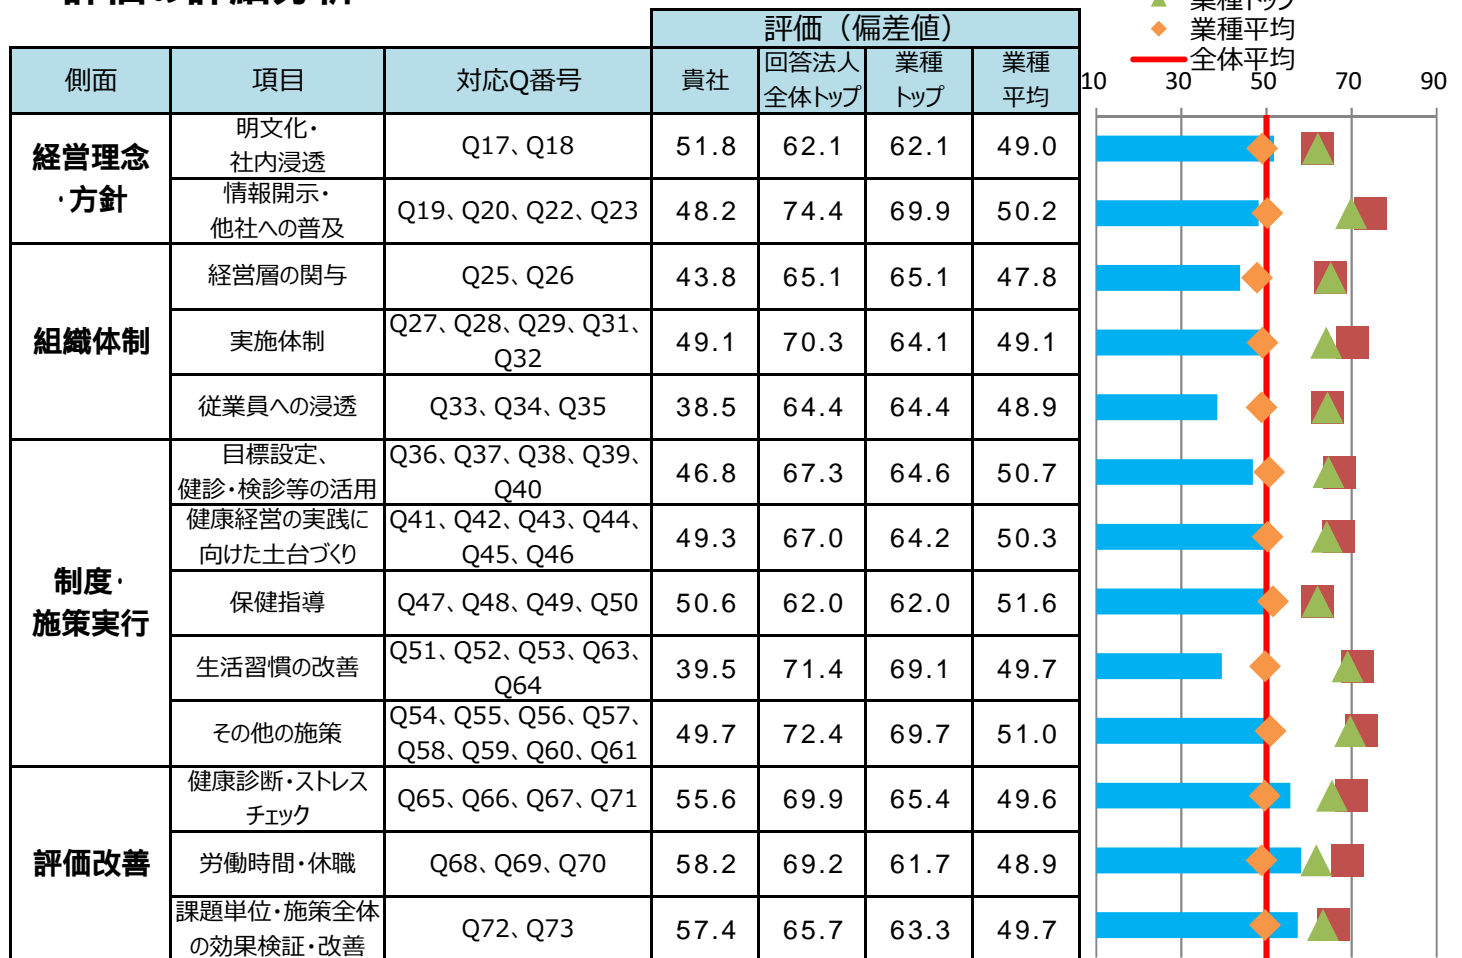 評価の詳細分析
業種トップ
業種平均
全体平均
評価（偏差値）
側面 項目 対応Q番号 貴社 回答法人全体トップ 業種トップ 業種平均
10 30 50 70 90
経営理念・方針
明文化・社内浸透 Q17、Q18 51.8 62.1 62.1 49.0
情報開示・他社への普及 Q19、Q20、Q22、Q23 48.2 74.4 69.9 50.2
組織体制
経営層の関与 Q25、Q26 43.8 65.1 65.1 47.8
実施体制 Q27、Q28、Q29、Q31、Q32 49.1 70.3 64.1 49.1
従業員への浸透 Q33、Q34、Q35 38.5 64.4 64.4 48.9
制度・施策実行
目標設定、健診・検診等の活用 Q36、Q37、Q38、Q39、Q40 46.8 67.3 64.6 50.7
健康経営の実践に向けた土台づくり Q41、Q42、Q43、Q44、Q45、Q46 49.3 67.0 64.2 50.3
保健指導 Q47、Q48、Q49、Q50 50.6 62.0 62.0 51.6
生活習慣の改善 Q51、Q52、Q53、Q63、Q64 39.5 71.4 69.1 49.7
その他の施策 Q54、Q55、Q56、Q57、Q58、Q59、Q60、Q61 49.7 72.4 69.7 51.0
評価改善
健康診断・ストレスチェック Q65、Q66、Q67、Q71 55.6 69.9 65.4 49.6
労働時間・休職 Q68、Q69、Q70 58.2 69.2 61.7 48.9
課題単位・施策全体の効果検証・改善 Q72、Q73 57.4 65.7 63.3 49.7